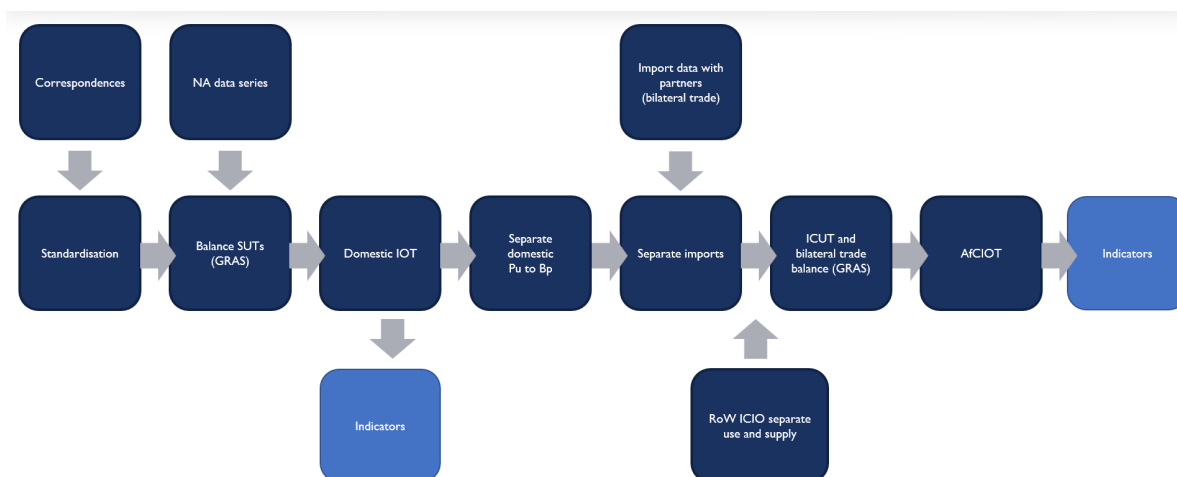 Correspondences
NA data series
Import data with
partners
(bilateral trade)
Standardisation
Balance SUTs
(GRAS)
Domestic IOT
Separate
domestic
Pu to Bp
Separate imports
ICUT and
bilateral trade
balance (GRAS)
AfCIOT
Indicators
Indicators
RoW ICIO separate
use and supply